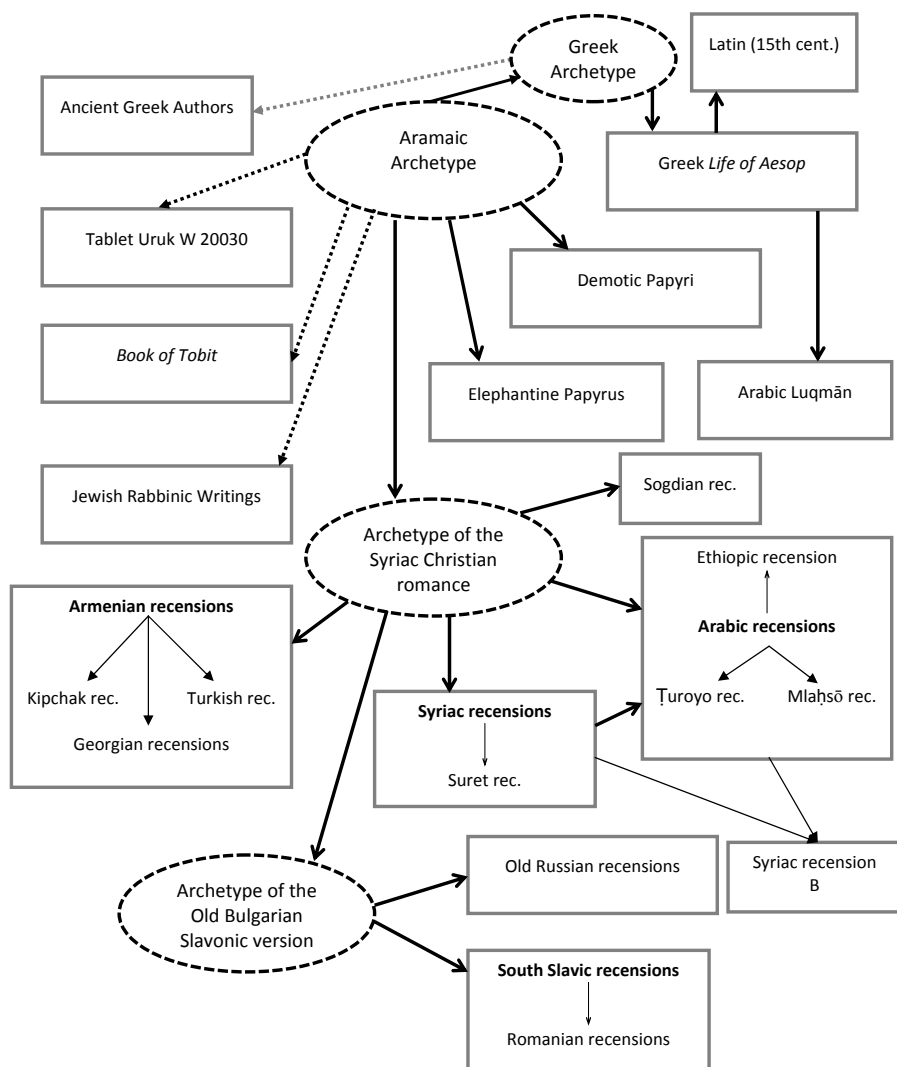 Greek
Archetype
Latin (15th cent.)
Ancient Greek Authors
Aramaic
Archetype
Greek Life of Aesop
Tablet Uruk W 20030
Demotic Papyri
Book of Tobit
Elephantine Papyrus
Arabic Luqmān
Jewish Rabbinic Writings
Sogdian rec.
Archetype of the
Syriac Christian
romance
Ethiopic recension
Arabic recensions
Ṭuroyo rec.
Mlaḥsō rec.
Armenian recensions
Kipchak rec.
Turkish rec.
Georgian recensions
Syriac recensions
Suret rec.
Old Russian recensions
Syriac recension
B
Archetype of the
Old Bulgarian
Slavonic version
South Slavic recensions
Romanian recensions